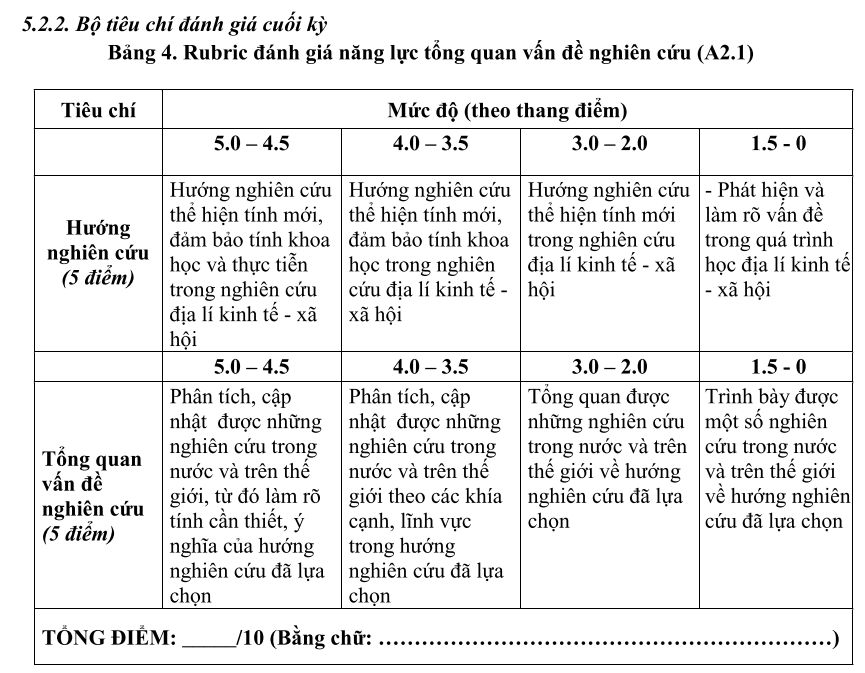 5.2.2. Bộ tiêu chí đánh giá cuối kỳ
Bảng 4. Rubric đánh giá năng lực tổng quan vấn đề nghiên cứu (A2.1)
Tiêu chí
Mức độ (theo thang điểm)
5.0 – 4.5
4.0 – 3.5
3.0 – 2.0
1.5 - 0
Hướng
nghiên cứu
(5 điểm)
Hướng nghiên cứu
thể hiện tính mới,
đảm bảo tính khoa
học và thực tiễn
trong nghiên cứu
địa lí kinh tế - xã
hội
Hướng nghiên cứu
thể hiện tính mới,
đảm bảo tính khoa
học trong nghiên
cứu địa lí kinh tế -
xã hội
Hướng nghiên cứu
thể hiện tính mới
trong nghiên cứu
địa lí kinh tế - xã
hội
- Phát hiện và
làm rõ vấn đề
trong quá trình
học địa lí kinh tế
- xã hội
5.0 – 4.5
4.0 – 3.5
3.0 – 2.0
1.5 - 0
Tổng quan
vấn đề
nghiên cứu
(5 điểm)
Phân tích, cập
nhật được những
nghiên cứu trong
nước và trên thế
giới, từ đó làm rõ
tính cần thiết, ý
nghĩa của hướng
nghiên cứu đã lựa
chọn
Phân tích, cập
nhật được những
nghiên cứu trong
nước và trên thế
giới theo các khía
cạnh, lĩnh vực
trong hướng
nghiên cứu đã lựa
chọn
Tổng quan được
những nghiên cứu
trong nước và trên
thế giới về hướng
nghiên cứu đã lựa
chọn
Trình bày được
một số nghiên
cứu trong nước
và trên thế giới
về hướng nghiên
cứu đã lựa chọn
TỔNG ĐIỂM: _____/10 (Bằng chữ: ……………………………………………………)